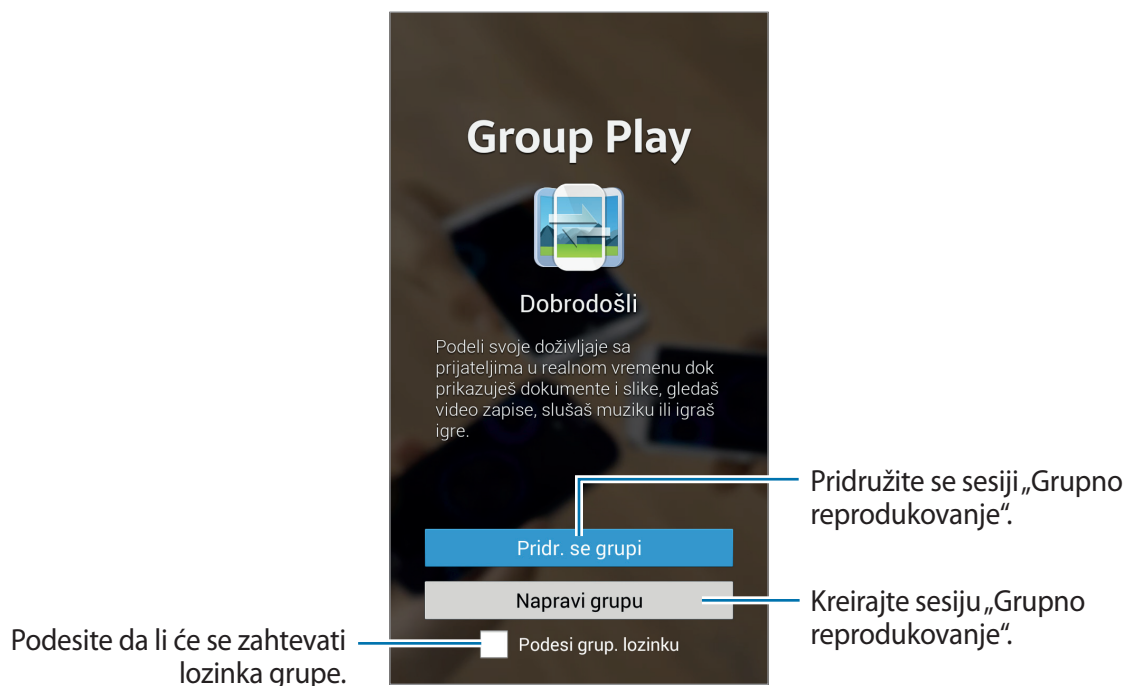 Group Play
Dobrodošli
Podeli svoje doživljaje sa
prijateljima u realnom vremenu dok
prikazuješ dokumente i slike, gledaš
video zapise, slušaš muziku ili igraš
igre.
Pridružite se sesiji „Grupno
reprodukovanje“.
Pridr. se grupi
Napravi grupu
Kreirajte sesiju „Grupno
reprodukovanje“.
Podesite da li će se zahtevati
lozinka grupe.
Podesi grup. lozinku